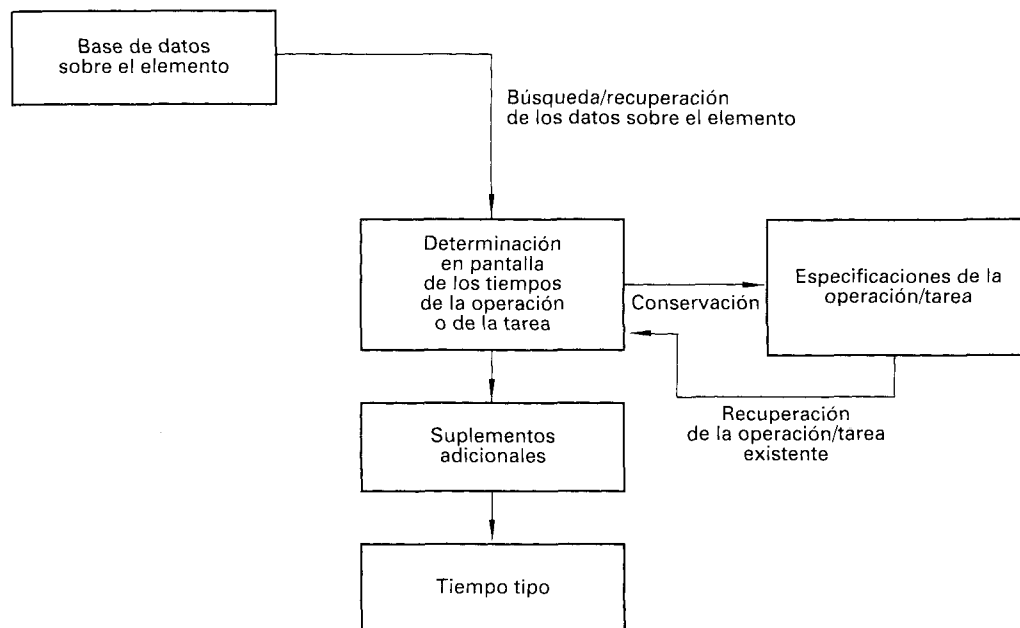 Base de datos
sobre el elemento
Búsqueda/recuperación
de los datos sobre el elemento
Determinación
en pantalla
de los tiempos
de la operación
o de la tarea
Conservación
Especificaciones de la
operación/tarea
Recuperación
de la operación/tarea
existente
Suplementos
adicionales
Tiempo tipo